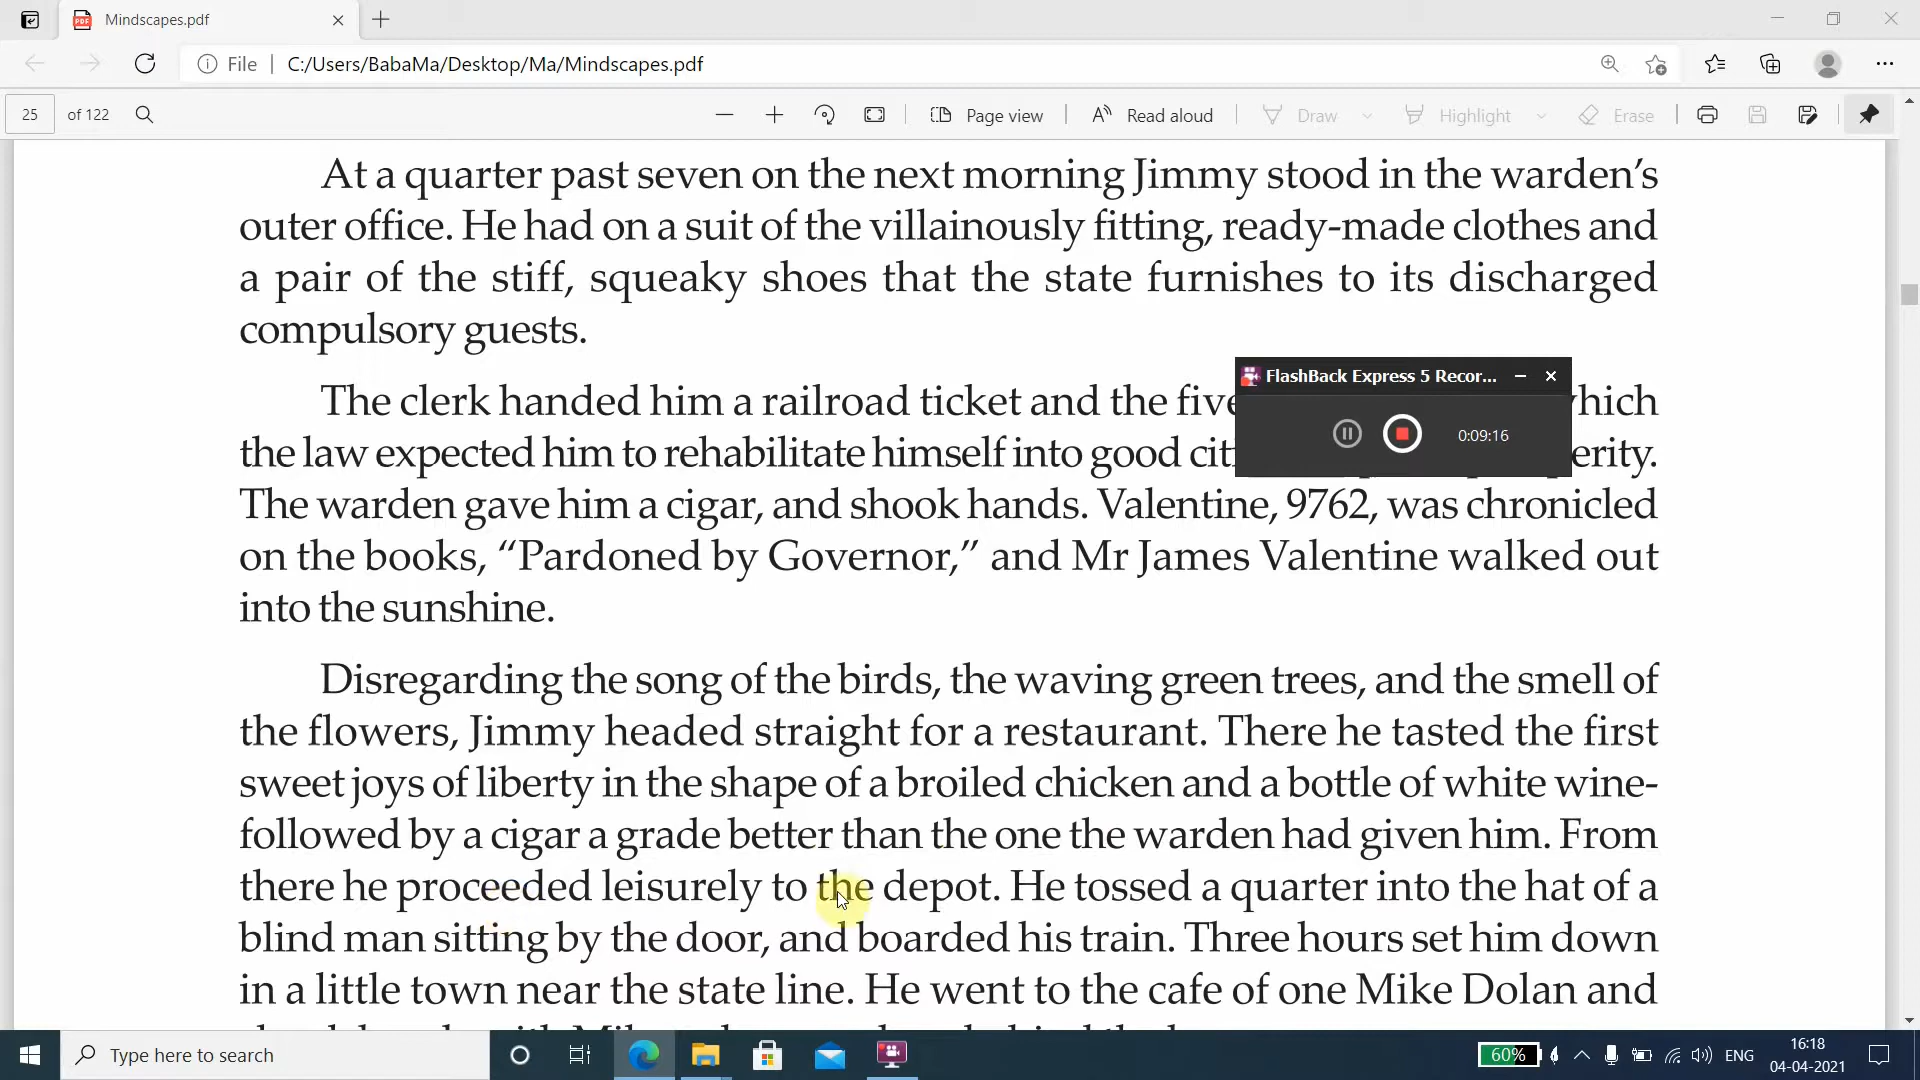 Mindscapes.pdf
File
C:/Users/BabaMa/Desktop/Ma/Mindscapes.pdf
25 of 122
Page view
Read aloud
Draw
Highlight
Erase
At a quarter past seven on the next morning Jimmy stood in the warden’s
outer office. He had on a suit of the villainously fitting, ready-made clothes and
a pair of the stiff, squeaky shoes that the state furnishes to its discharged
compulsory guests.
The clerk handed him a railroad ticket and the five
the law expected him to rehabilitate himself into good
The warden gave him a cigar, and shook hands. Valentine, 9762, was chronicled
on the books, “Pardoned by Governor,” and Mr James Valentine walked out
into the sunshine.
FlashBack Express 5 Recor...
0:09:16
Disregarding the song of the birds, the waving green trees, and the smell of
the flowers, Jimmy headed straight for a restaurant. There he tasted the first
sweet joys of liberty in the shape of a broiled chicken and a bottle of white wine-
followed by a cigar a grade better than the one the warden had given him. From
there he proceeded leisurely to the depot. He tossed a quarter into the hat of a
blind man sitting by the door, and boarded his train. Three hours set him down
in a little town near the state line. He went to the cafe of one Mike Dolan and
Type here to search
60%
ENG
16:18
04-04-2021